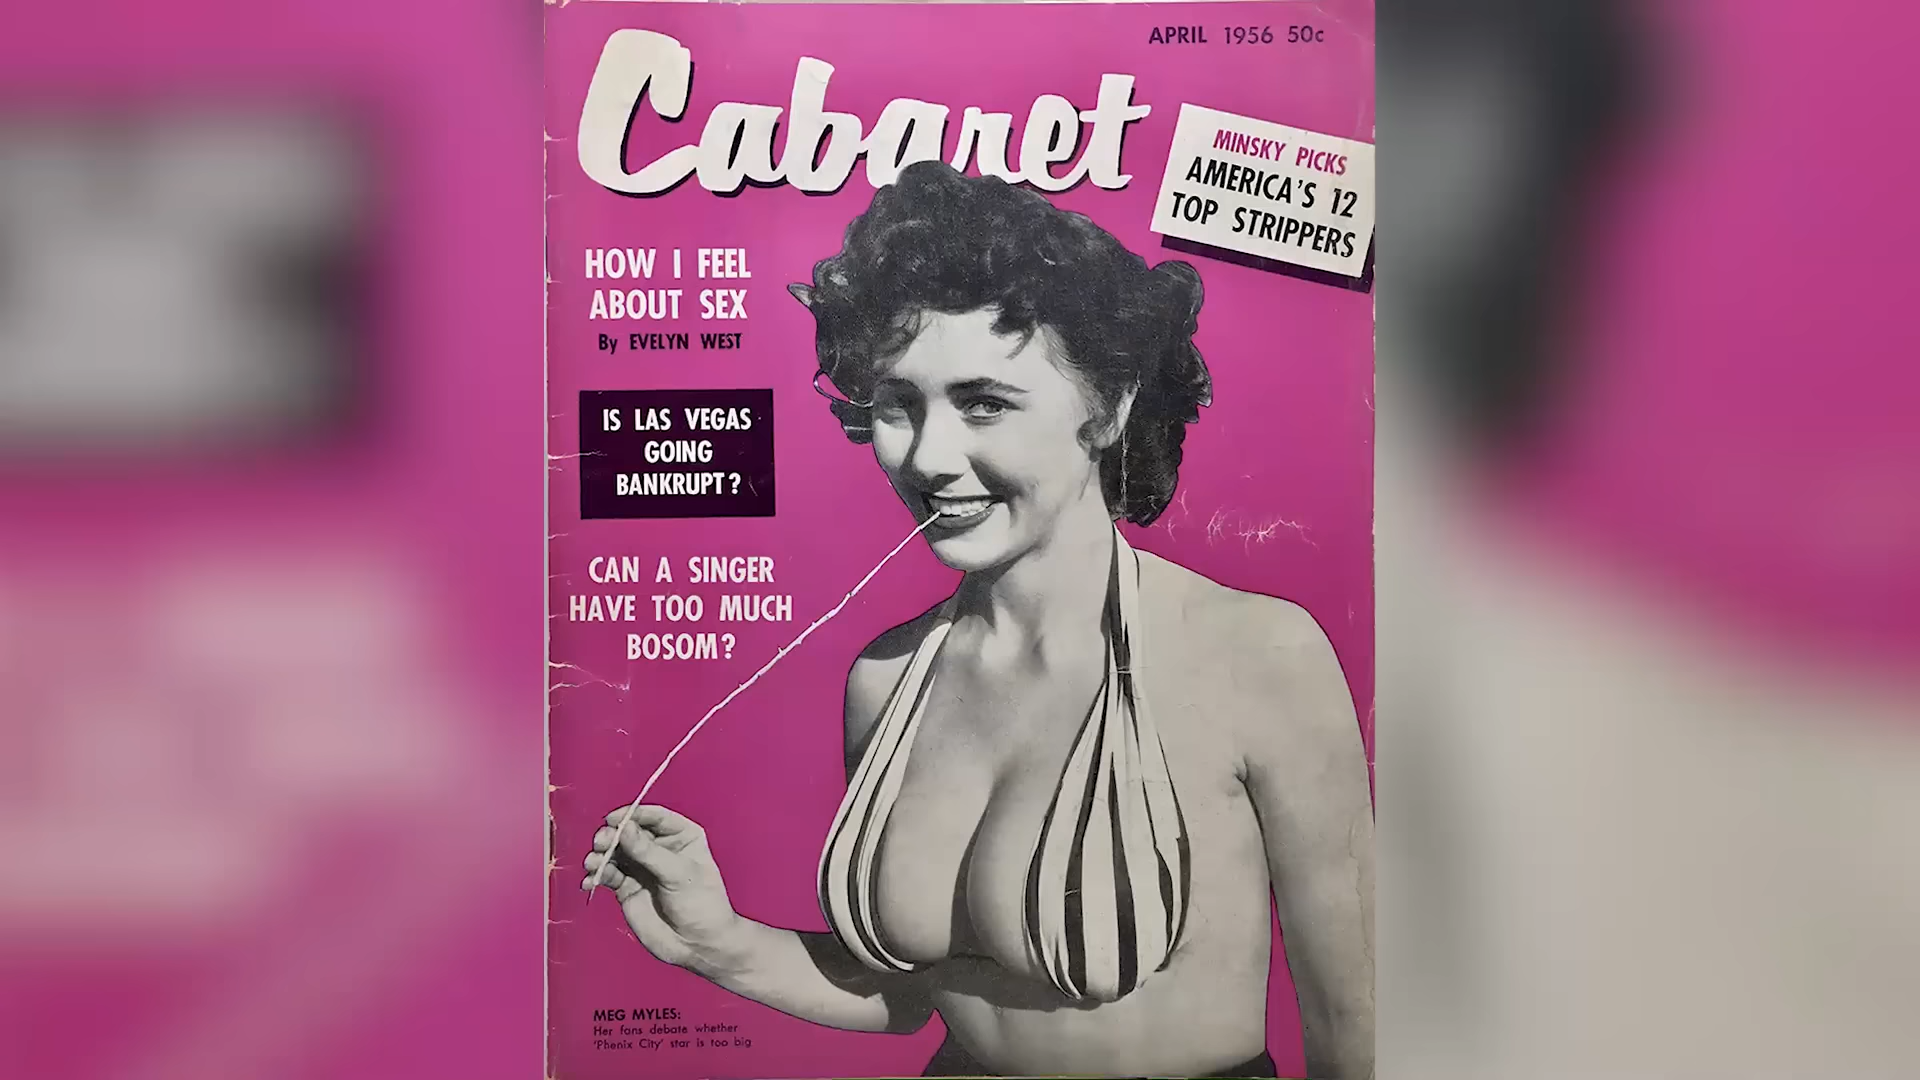 APRIL 1956 50c
Cabaret
MINSKY PICKS
AMERICA'S 12
TOP STRIPPERS
HOW I FEEL
ABOUT SEX
By EVELYN WEST
IS LAS VEGAS
GOING
BANKRUPT?
CAN A SINGER
HAVE TOO MUCH
BOSOM?
MEG MYLES:
Her fans debate whether
'Phenix City' star is too big